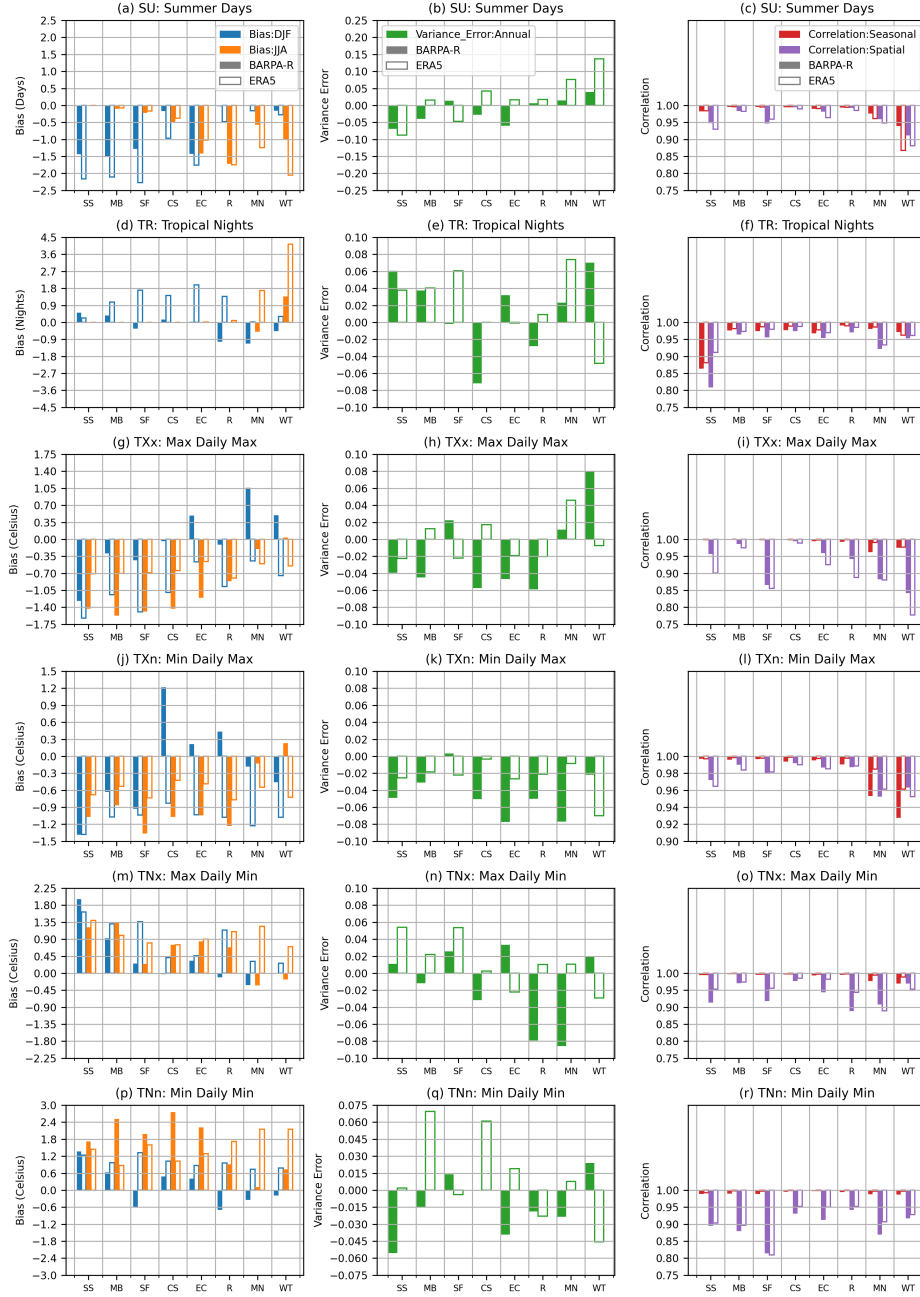 (a) SU: Summer Days
(b) SU: Summer Days
(c) SU: Summer Days
Bias (Days)
2.5
2.0
1.5
1.0
0.5
0.0
−0.5
−1.0
−1.5
−2.0
−2.5
Bias:DJF
Bias:JJA
BARPA-R
ERA5
SS MB SF CS EC R MN WT
Variance Error
0.25
0.20
0.15
0.10
0.05
0.00
−0.05
−0.10
−0.15
−0.20
−0.25
Variance_Error:Annual
BARPA-R
ERA5
SS MB SF CS EC R MN WT
Correlation
1.00
0.95
0.90
0.85
0.80
0.75
Correlation:Seasonal
Correlation:Spatial
BARPA-R
ERA5
SS MB SF CS EC R MN WT
(d) TR: Tropical Nights
(e) TR: Tropical Nights
(f) TR: Tropical Nights
Bias (Nights)
4.5
3.6
2.7
1.8
0.9
0.0
−0.9
−1.8
−2.7
−3.6
−4.5
SS MB SF CS EC R MN WT
Variance Error
0.10
0.08
0.06
0.04
0.02
0.00
−0.02
−0.04
−0.06
−0.08
−0.10
SS MB SF CS EC R MN WT
Correlation
1.00
0.95
0.90
0.85
0.80
0.75
SS MB SF CS EC R MN WT
(g) TXx: Max Daily Max
(h) TXx: Max Daily Max
(i) TXx: Max Daily Max
Bias (Celsius)
1.75
1.40
1.05
0.70
0.35
0.00
−0.35
−0.70
−1.05
−1.40
−1.75
SS MB SF CS EC R MN WT
Variance Error
0.10
0.08
0.06
0.04
0.02
0.00
−0.02
−0.04
−0.06
−0.08
−0.10
SS MB SF CS EC R MN WT
Correlation
1.00
0.95
0.90
0.85
0.80
0.75
SS MB SF CS EC R MN WT
(j) TXn: Min Daily Max
(k) TXn: Min Daily Max
(l) TXn: Min Daily Max
Bias (Celsius)
1.5
1.2
0.9
0.6
0.3
0.0
−0.3
−0.6
−0.9
−1.2
−1.5
SS MB SF CS EC R MN WT
Variance Error
0.10
0.08
0.06
0.04
0.02
0.00
−0.02
−0.04
−0.06
−0.08
−0.10
SS MB SF CS EC R MN WT
Correlation
1.00
0.98
0.96
0.94
0.92
0.90
SS MB SF CS EC R MN WT
(m) TNx: Max Daily Min
(n) TNx: Max Daily Min
(o) TNx: Max Daily Min
Bias (Celsius)
2.25
1.80
1.35
0.90
0.45
0.00
−0.45
−0.90
−1.35
−1.80
−2.25
SS MB SF CS EC R MN WT
Variance Error
0.10
0.08
0.06
0.04
0.02
0.00
−0.02
−0.04
−0.06
−0.08
−0.10
SS MB SF CS EC R MN WT
Correlation
1.00
0.95
0.90
0.85
0.80
0.75
SS MB SF CS EC R MN WT
(p) TNn: Min Daily Min
(q) TNn: Min Daily Min
(r) TNn: Min Daily Min
Bias (Celsius)
3.0
2.4
1.8
1.2
0.6
0.0
−0.6
−1.2
−1.8
−2.4
−3.0
SS MB SF CS EC R MN WT
Variance Error
0.075
0.060
0.045
0.030
0.015
0.000
−0.015
−0.030
−0.045
−0.060
−0.075
SS MB SF CS EC R MN WT
Correlation
1.00
0.95
0.90
0.85
0.80
0.75
SS MB SF CS EC R MN WT